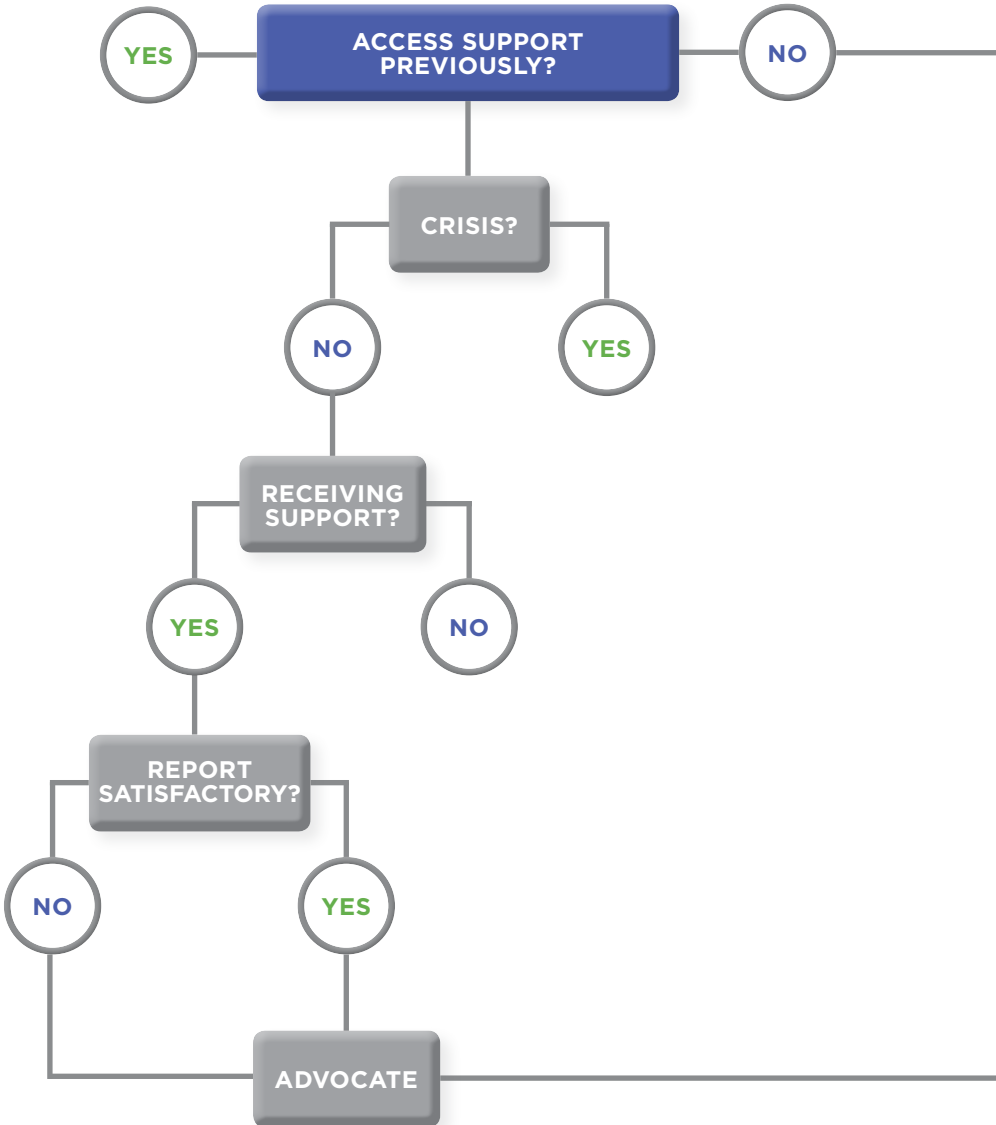 YES
ACCESS SUPPORT
PREVIOUSLY?
NO
CRISIS?
NO
YES
RECEIVING
SUPPORT?
YES
NO
REPORT
SATISFACTORY?
NO
YES
ADVOCATE